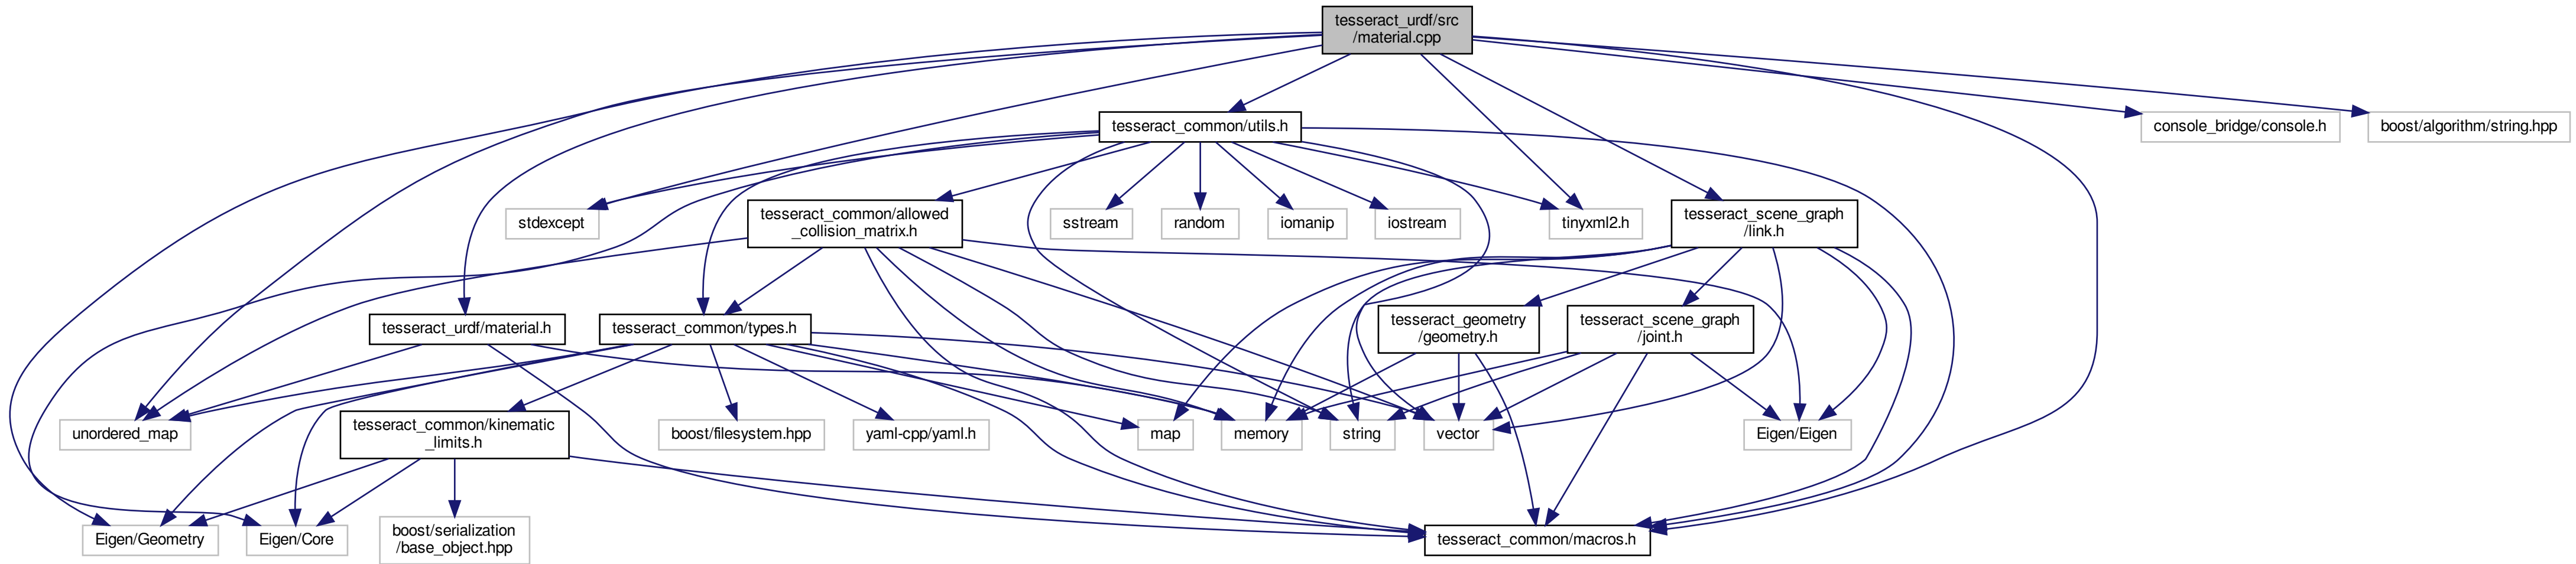 tesseract_urdf/src
/material.cpp
tesseract_common/utils.h
console_bridge/console.h
boost/algorithm/string.hpp
stdexcept
tesseract_common/allowed
_collision_matrix.h
sstream
random
iomanip
iostream
tinyxml2.h
tesseract_scene_graph
/link.h
tesseract_urdf/material.h
tesseract_common/types.h
tesseract_geometry
/geometry.h
tesseract_scene_graph
/joint.h
unordered_map
tesseract_common/kinematic
_limits.h
boost/filesystem.hpp
yaml-cpp/yaml.h
map
memory
string
vector
Eigen/Eigen
Eigen/Geometry
Eigen/Core
boost/serialization
/base_object.hpp
tesseract_common/macros.h